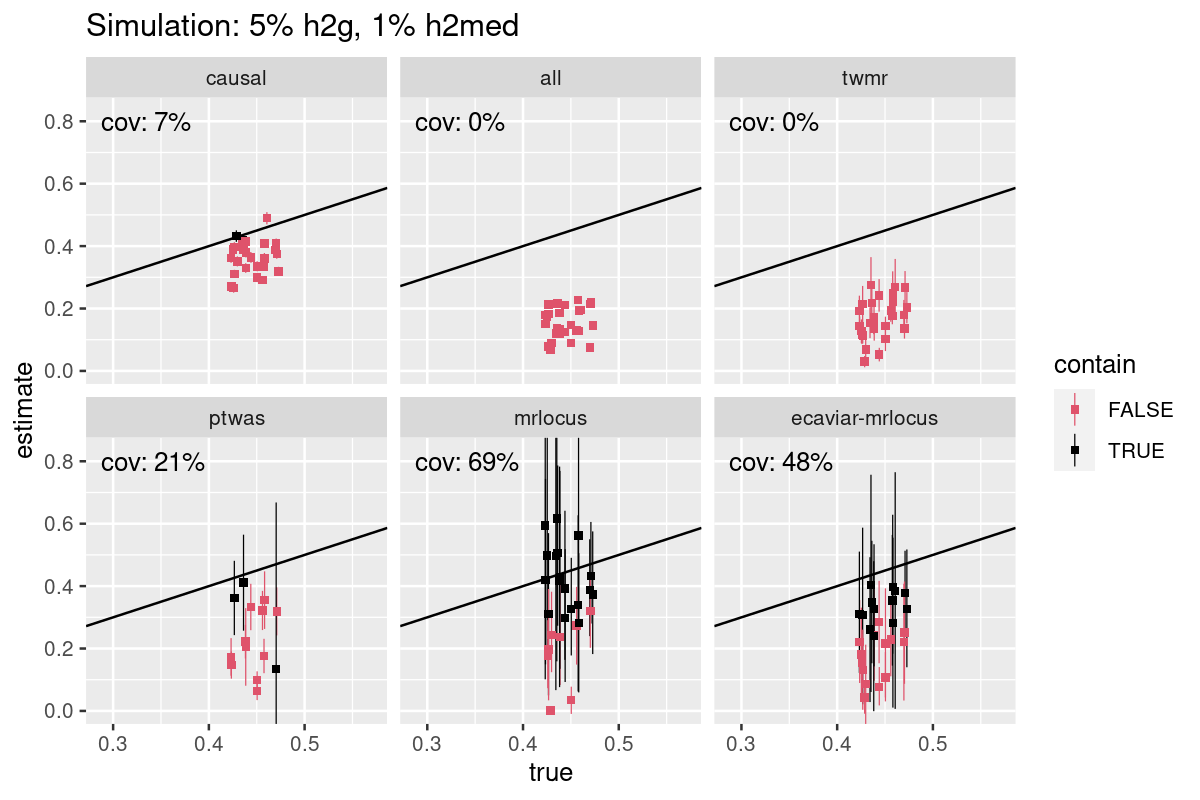 Simulation: 5% h2g, 1% h2med
causal all twmr
cov: 7% cov: 0% cov: 0%
0.8
0.6
0.4
0.2
0.0
ptwas mrlocus ecaviar-mrlocus
cov: 21% cov: 69% cov: 48%
0.8
0.6
0.4
0.2
0.0
0.3 0.4 0.5 0.3 0.4 0.5 0.3 0.4 0.5
true
estimate
contain
FALSE
TRUE